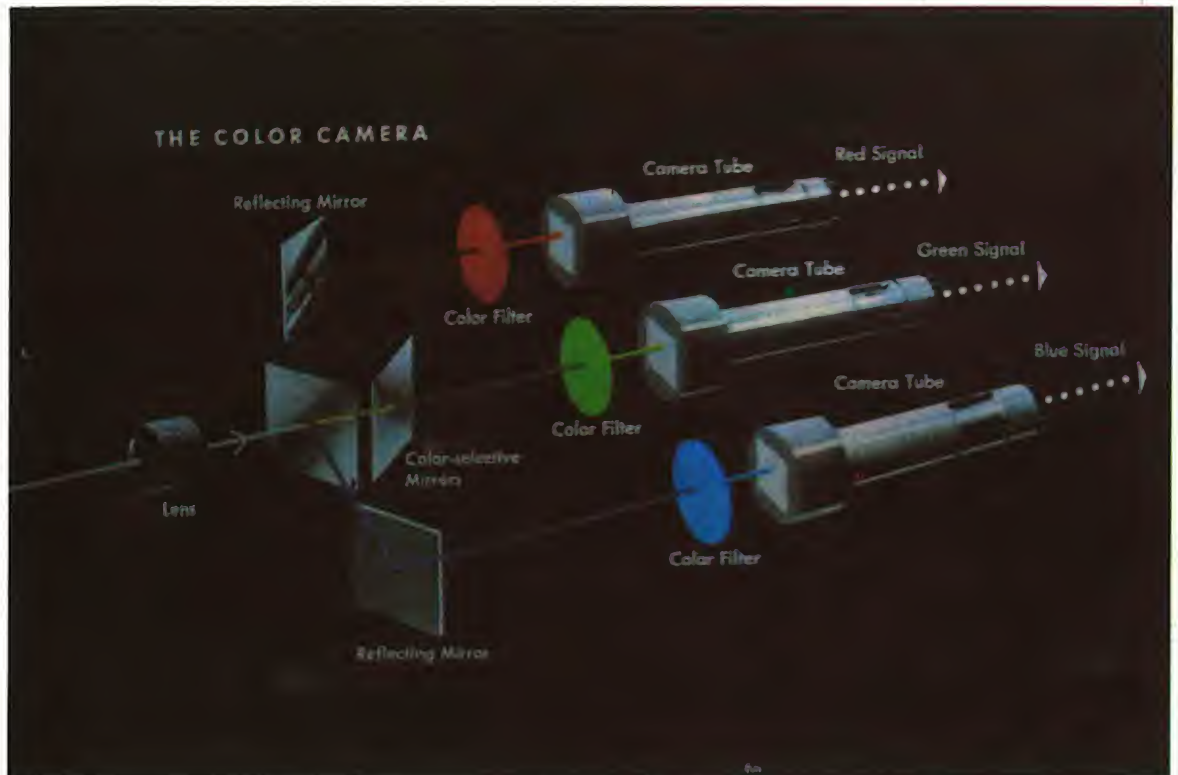 THE COLOR CAMERA
Camera Tube
Red Signal
Reflecting Mirror
Color Filter
Camera Tube
Green Signal
Color Filter
Camera Tube
Blue Signal
Color-selective
Mirrors
Lens
Color Filter
Reflecting Mirror